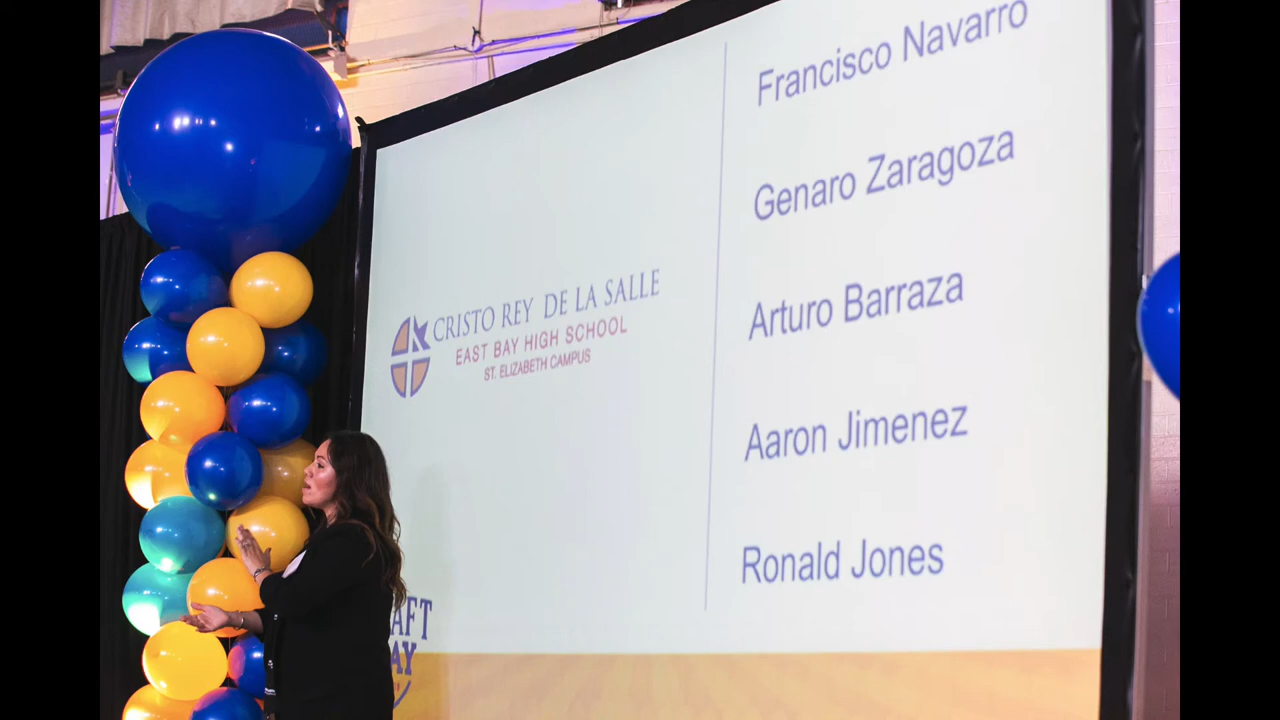 CRISTO REY DE LA SALLE
EAST BAY HIGH SCHOOL
ST. ELIZABETH CAMPUS
Francisco Navarro
Genaro Zaragoza
Arturo Barraza
Aaron Jimenez
Ronald Jones